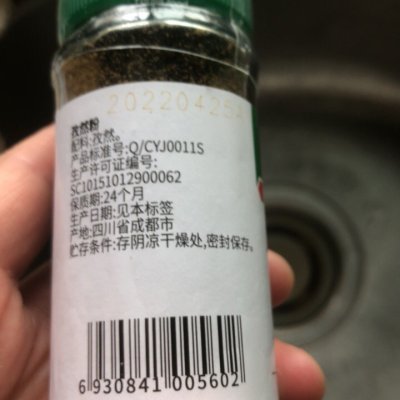 20220425A
孜然粉
配料:孜然。
产品标准号:Q/CYJ0011S
生产许可证编号:
SC10151012900062
保质期:24个月
生产日期:见本标签
产地:四川省成都市
贮存条件:存阴凉干燥处,密封保存。
6 930841 005602